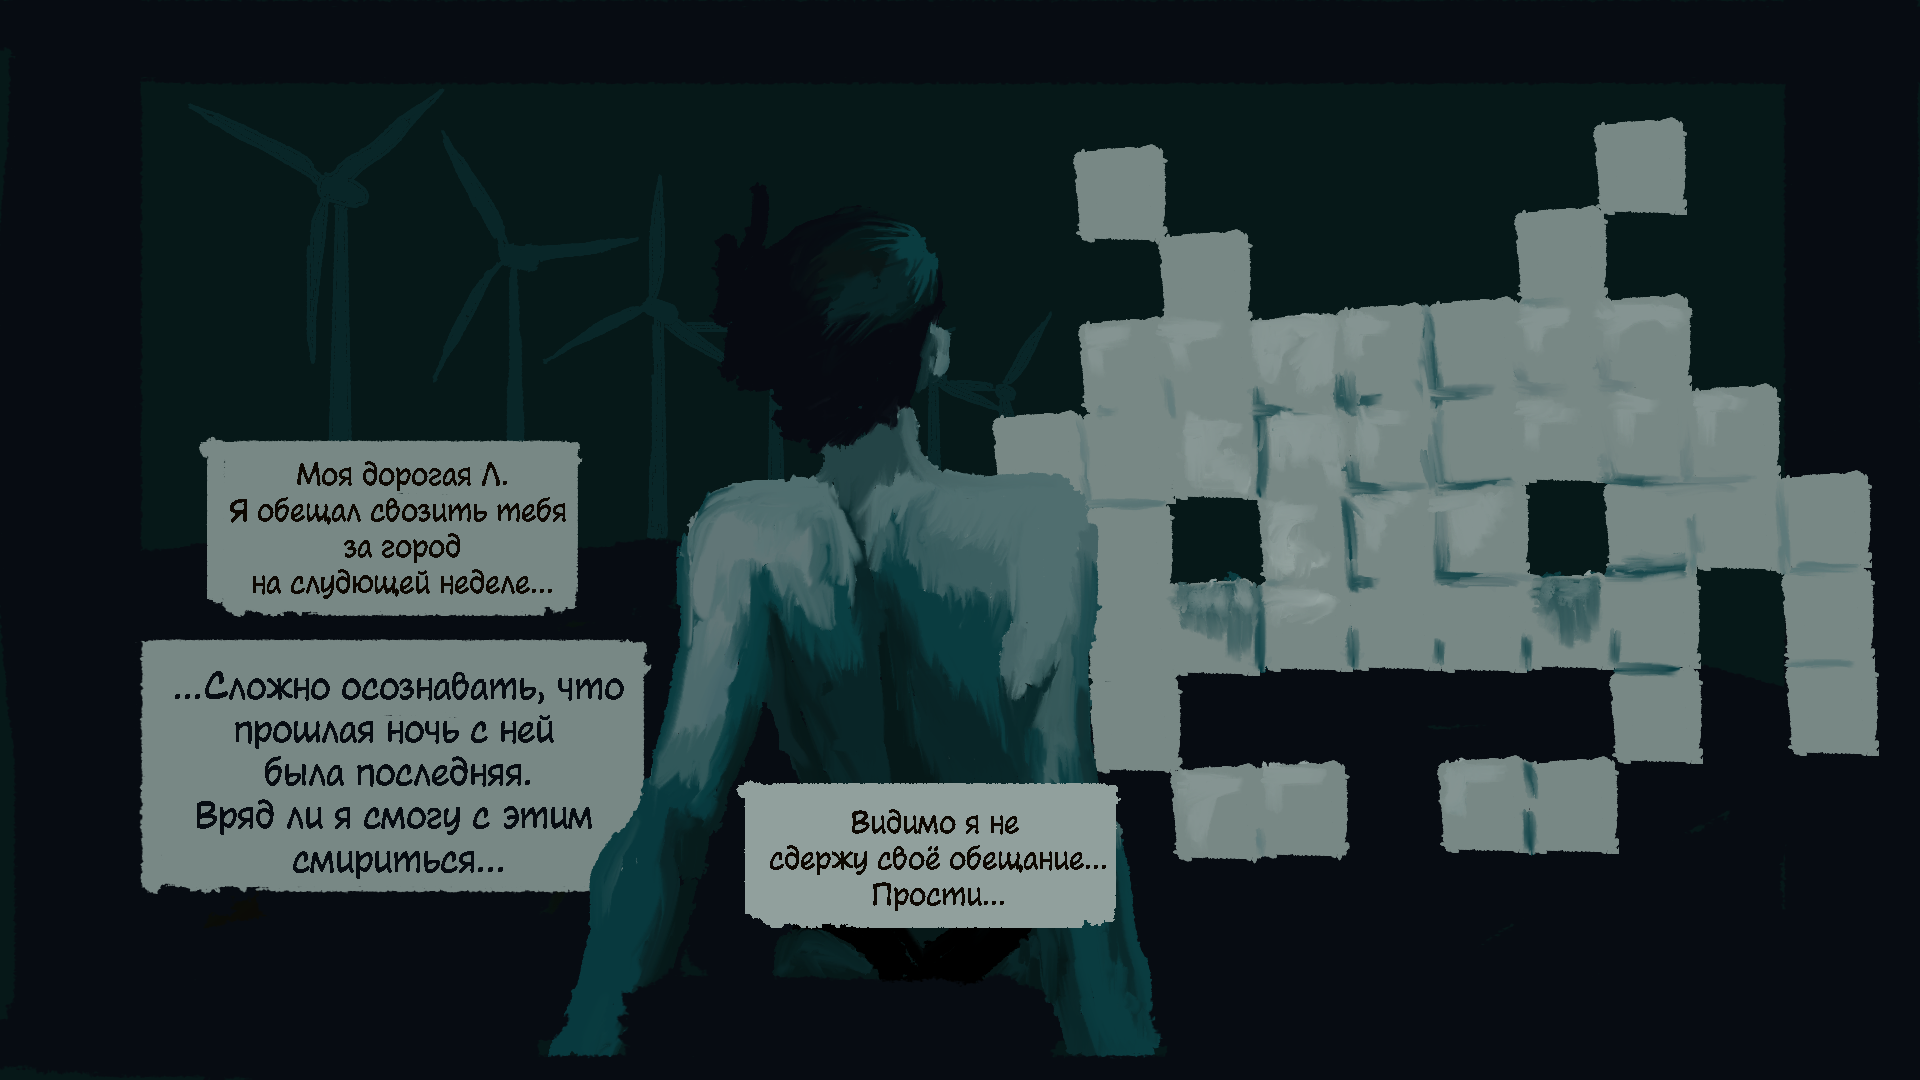 Моя дорогая Л.
Я обещал свозить тебя
за город
на слудющей неделе...
...Сложно осознавать, что
прошлая ночь с ней
была последняя.
Вряд ли я смогу с этим
смириться...
Видимо я не
сдержу своё обещание...
Прости...